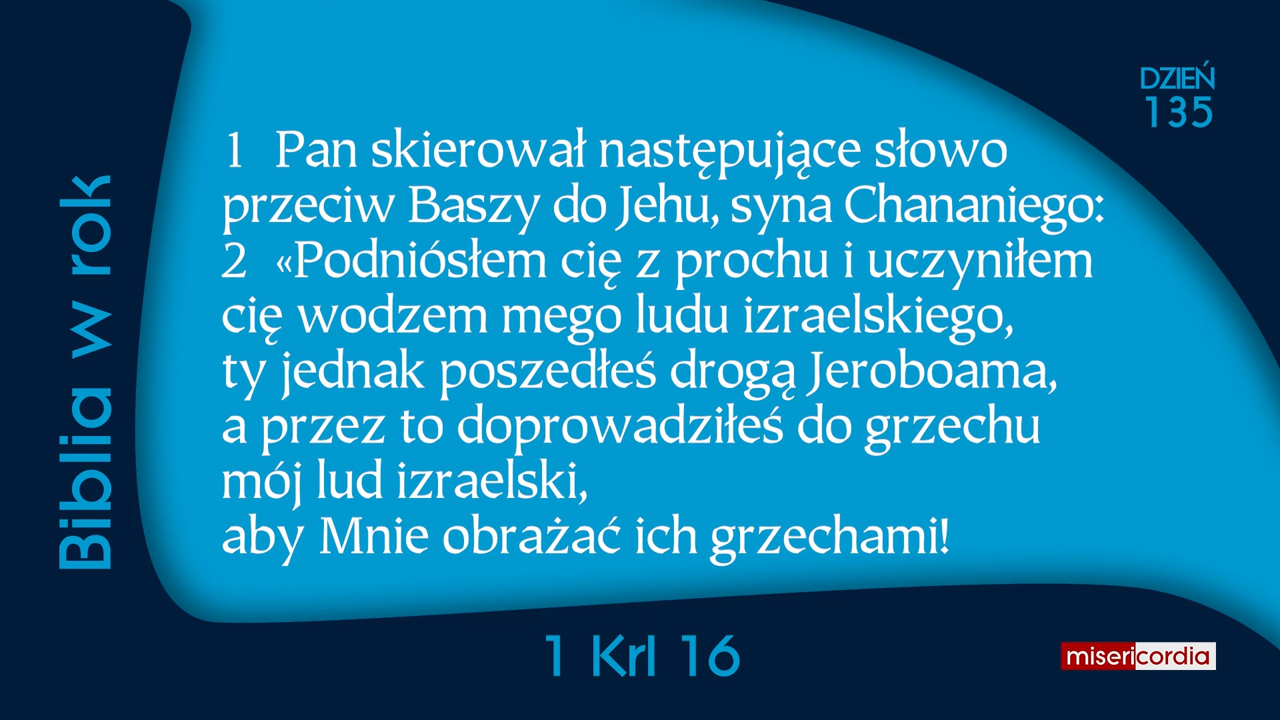 DZIEŃ
135
Biblia w rok
1 Pan skierował następujące słowo
przeciw Baszy do Jehu, syna Chananiego:
2 «Podniósłem cię z prochu i uczyniłem
cię wodzem mego ludu izraelskiego,
ty jednak poszedłeś drogą Jeroboama,
a przez to doprowadziłeś do grzechu
mój lud izraelski,
aby Mnie obrażać ich grzechami!
1 Krl 16
misericordia